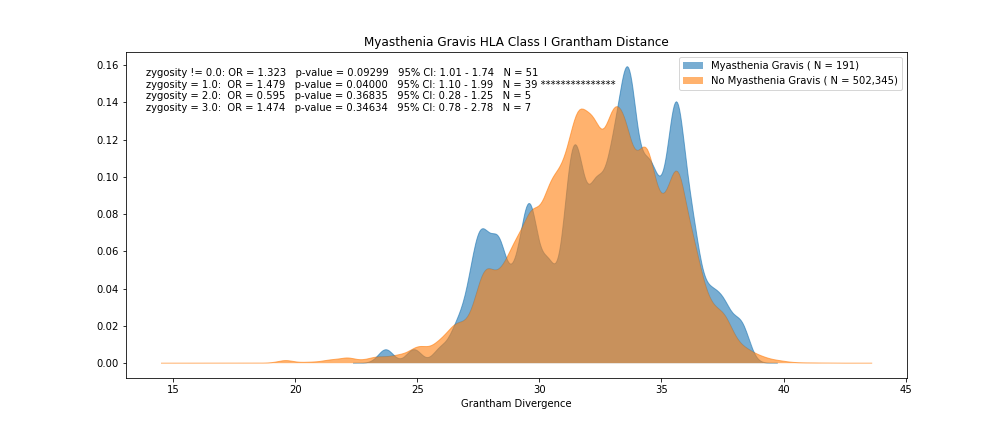 Myasthenia Gravis HLA Class I Grantham Distance
zygosity != 0.0: OR = 1.323 p-value = 0.09299 95% CI: 1.01 - 1.74 N = 51
zygosity = 1.0: OR = 1.479 p-value = 0.04000 95% CI: 1.10 - 1.99 N = 39 ***************
zygosity = 2.0: OR = 0.595 p-value = 0.36835 95% CI: 0.28 - 1.25 N = 5
zygosity = 3.0: OR = 1.474 p-value = 0.34634 95% CI: 0.78 - 2.78 N = 7
Myasthenia Gravis ( N = 191)
No Myasthenia Gravis ( N = 502,345)
0.16
0.14
0.12
0.10
0.08
0.06
0.04
0.02
0.00
15 20 25 30 35 40 45
Grantham Divergence